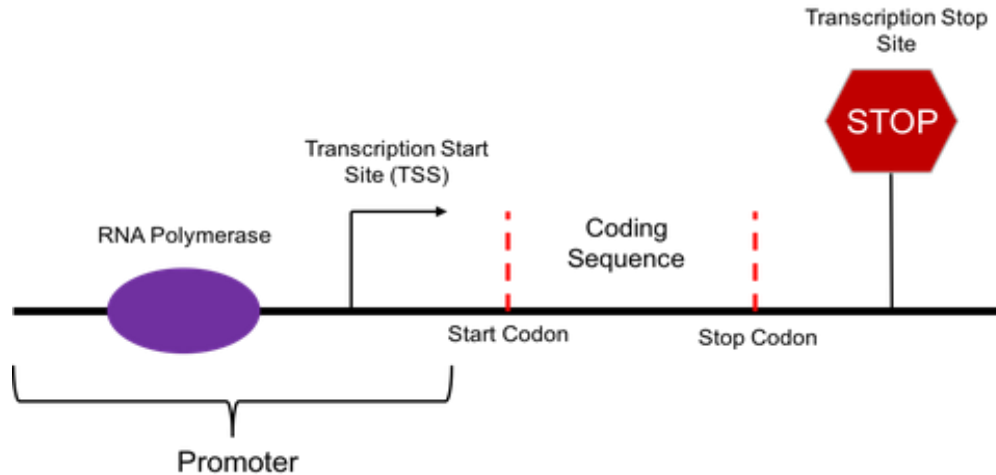 Transcription Stop
Site
STOP
Transcription Start
Site (TSS)
RNA Polymerase
Coding
Sequence
Start Codon
Stop Codon
Promoter